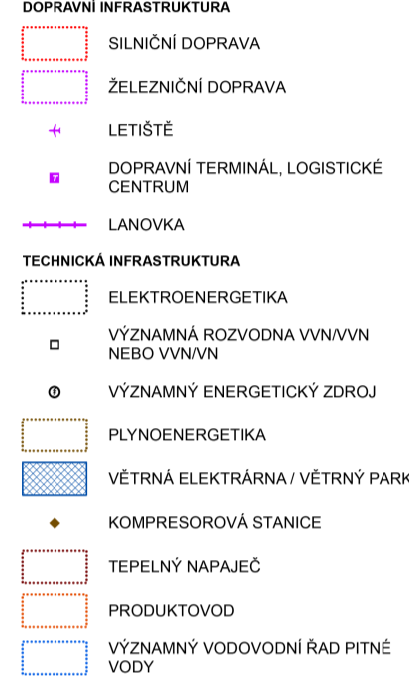 DOPRAVNÍ INFRASTRUKTURA
SILNIČNÍ DOPRAVA
ŽELEZNIČNÍ DOPRAVA
LETIŠTĚ
T
DOPRAVNÍ TERMINÁL, LOGISTICKÉ
CENTRUM
LANOVKA
TECHNICKÁ INFRASTRUKTURA
ELEKTROENERGETIKA
VÝZNAMNÁ ROZVODNA VVN/VVN
NEBO VVN/VN
VÝZNAMNÝ ENERGETICKÝ ZDROJ
PLYNOENERGETIKA
VĚTRNÁ ELEKTRÁRNA / VĚTRNÝ PARK
KOMPRESOROVÁ STANICE
TEPELNÝ NAPAJEČ
PRODUKTOVOD
VÝZNAMNÝ VODOVODNÍ ŘAD PITNÉ
VODY